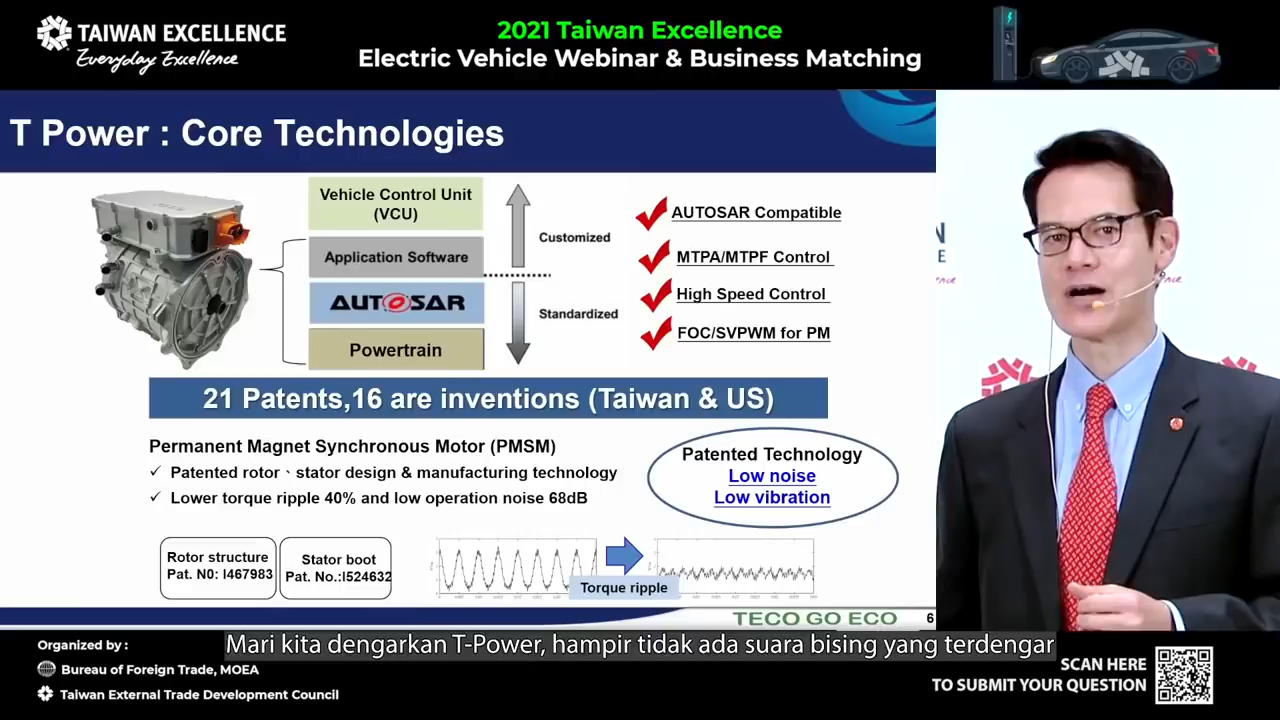 TAIWAN EXCELLENCE
Everyday Excellence
2021 Taiwan Excellence
Electric Vehicle Webinar & Business Matching
T Power : Core Technologies
Vehicle Control Unit
(VCU)
Application Software
AUTOSAR
Powertrain
Customized
Standardized
AUTOSAR Compatible
MTPA/MTPF Control
High Speed Control
FOC/SVPWM for PM
21 Patents,16 are inventions (Taiwan & US)
Permanent Magnet Synchronous Motor (PMSM)
Patented rotor、stator design & manufacturing technology
Lower torque ripple 40% and low operation noise 68dB
Patented Technology
Low noise
Low vibration
Rotor structure
Pat. N0: I467983
Stator boot
Pat. No.:I524632
Torque ripple
TECO GO ECO
6
Mari kita dengarkan T-Power, hampir tidak ada suara bising yang terdengar
Organized by :
Bureau of Foreign Trade, MOEA
Taiwan External Trade Development Council
SCAN HERE
TO SUBMIT YOUR QUESTION